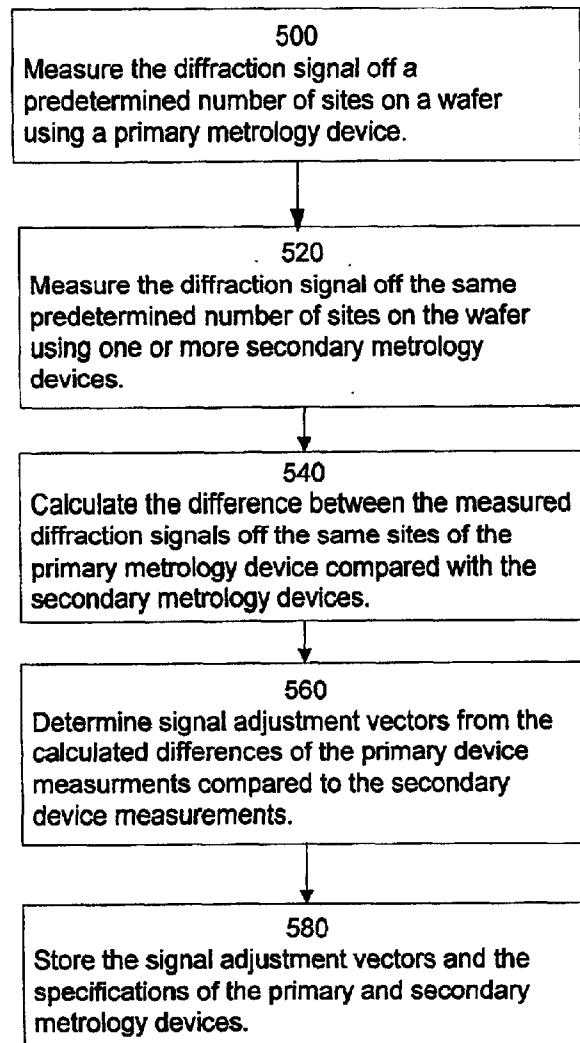 500
Measure the diffraction signal off a
predetermined number of sites on a wafer
using a primary metrology device.
520
Measure the diffraction signal off the same
predetermined number of sites on the wafer
using one or more secondary metrology
devices.
540
Calculate the difference between the measured
diffraction signals off the same sites of the
primary metrology device compared with the
secondary metrology devices.
560
Determine signal adjustment vectors from the
calculated differences of the primary device
measurments compared to the secondary
device measurements.
580
Store the signal adjustment vectors and the
specifications of the primary and secondary
metrology devices.